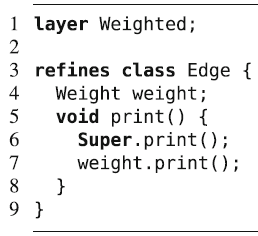 1 layer Weighted;
2
3 refines class Edge {
4   Weight weight;
5   void print() {
6     Super.print();
7     weight.print();
8   }
9 }